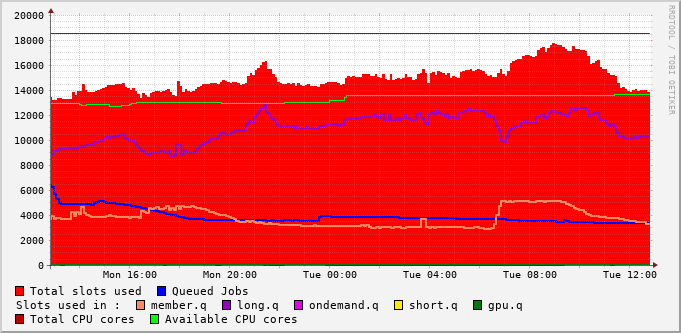 20000
18000
16000
14000
12000
10000
8000
6000
4000
2000
0
Mon 16:00 Mon 20:00 Tue 00:00 Tue 04:00 Tue 08:00 Tue 12:00
Total slots used Queued Jobs
Slots used in : member.q long.q ondemand.q short.q gpu.q
Total CPU cores Available CPU cores
RRDTOOL / TOBI OETIKER